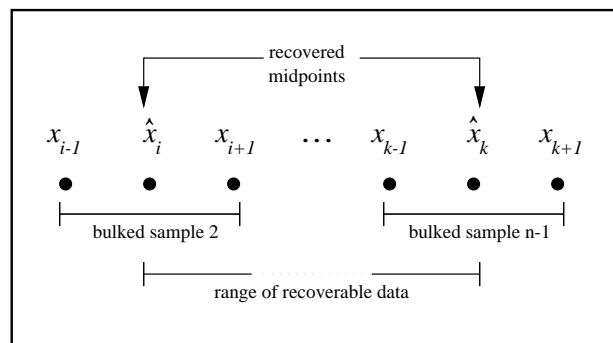 recovered
midpoints
x_{i-1} x̂_i x_{i+1} ... x_{k-1} x̂_k x_{k+1}
bulked sample 2 bulked sample n-1
range of recoverable data